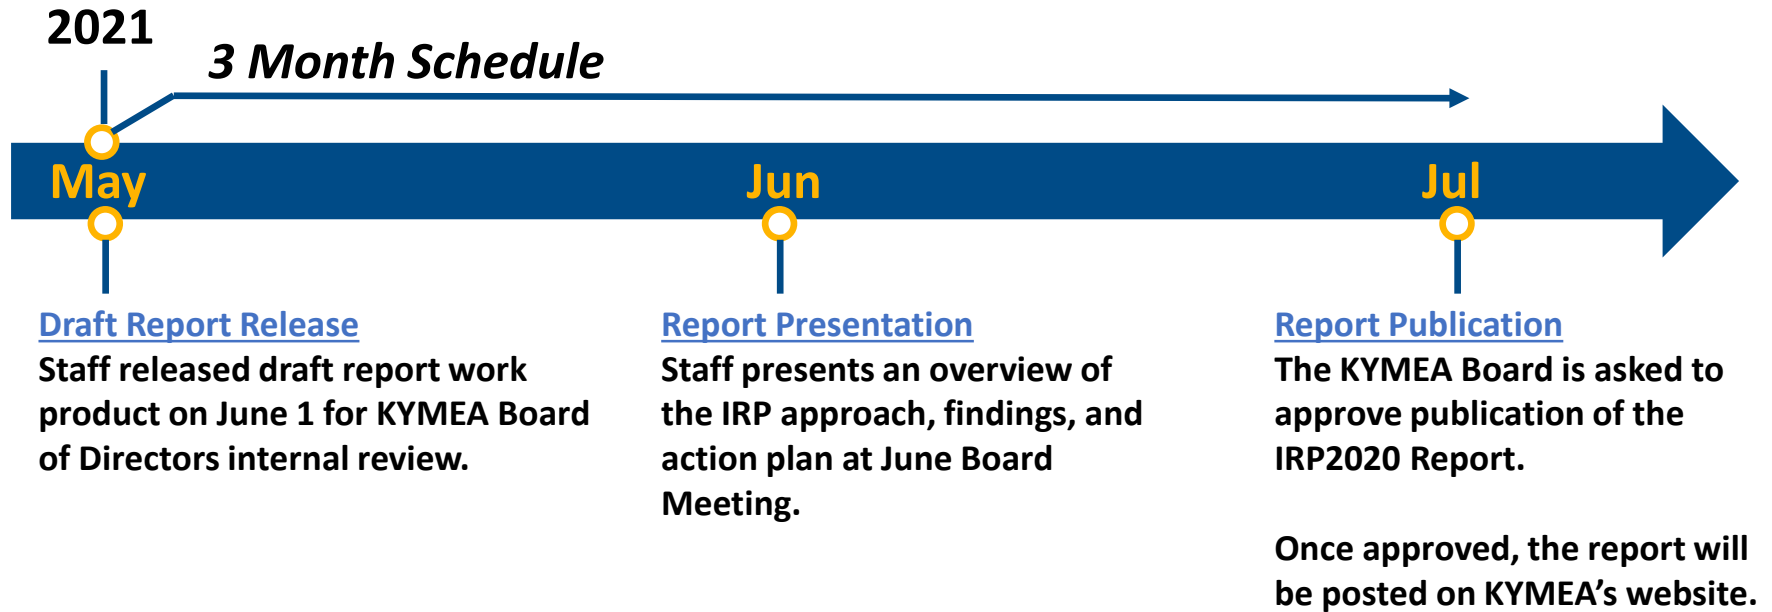 2021
3 Month Schedule
May
Jun
Jul
Draft Report Release
Staff released draft report work
product on June 1 for KYMEA Board
of Directors internal review.
Report Presentation
Staff presents an overview of
the IRP approach, findings, and
action plan at June Board
Meeting.
Report Publication
The KYMEA Board is asked to
approve publication of the
IRP2020 Report.
Once approved, the report will
be posted on KYMEA’s website.